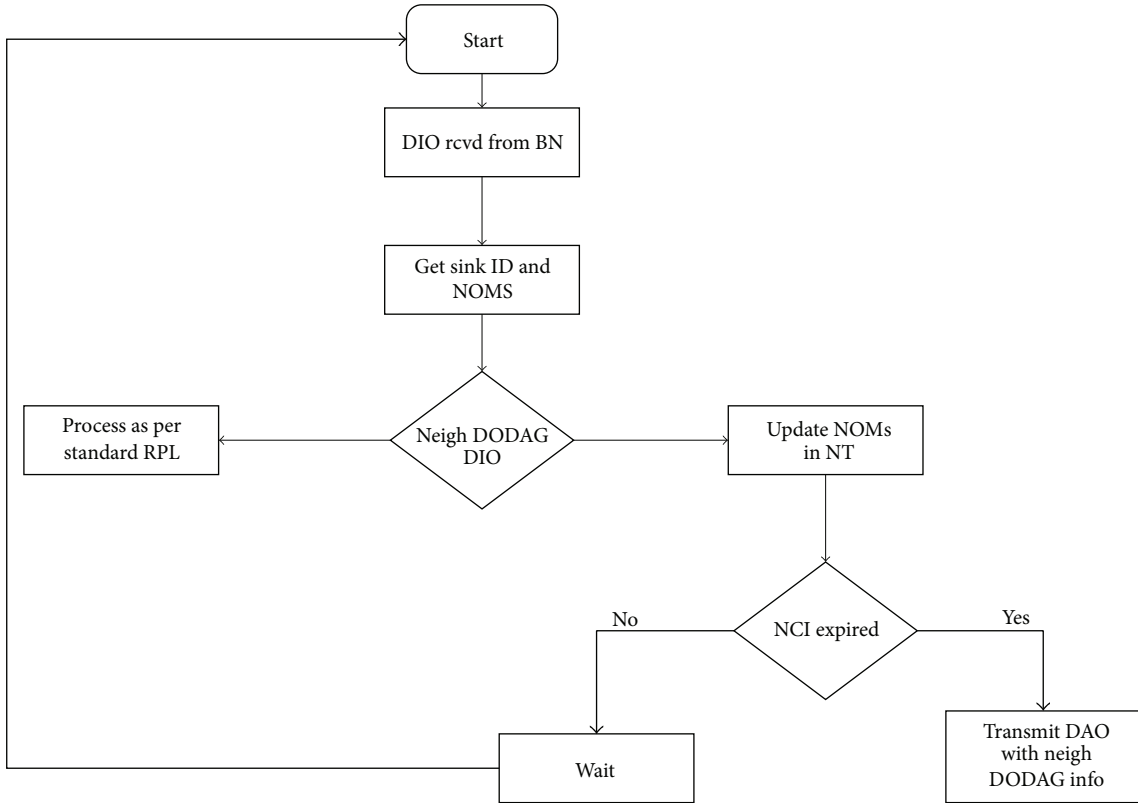 Start
DIO rcvd from BN
Get sink ID and
NOMS
Neigh DODAG
DIO
Process as per
standard RPL
Update NOMs
in NT
NCI expired
No
Yes
Wait
Transmit DAO
with neigh
DODAG info